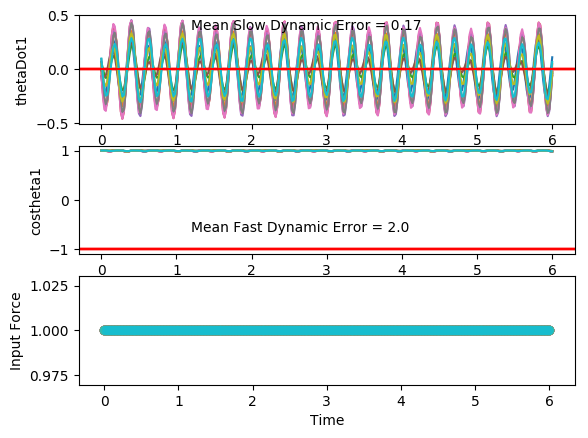 0.5
Mean Slow Dynamic Error = 0.17
thetaDot1
0.0
−0.5
0 1 2 3 4 5 6
1
costheta1
0
Mean Fast Dynamic Error = 2.0
−1
0 1 2 3 4 5 6
1.025
Input Force
1.000
0.975
0 1 2 3 4 5 6
Time